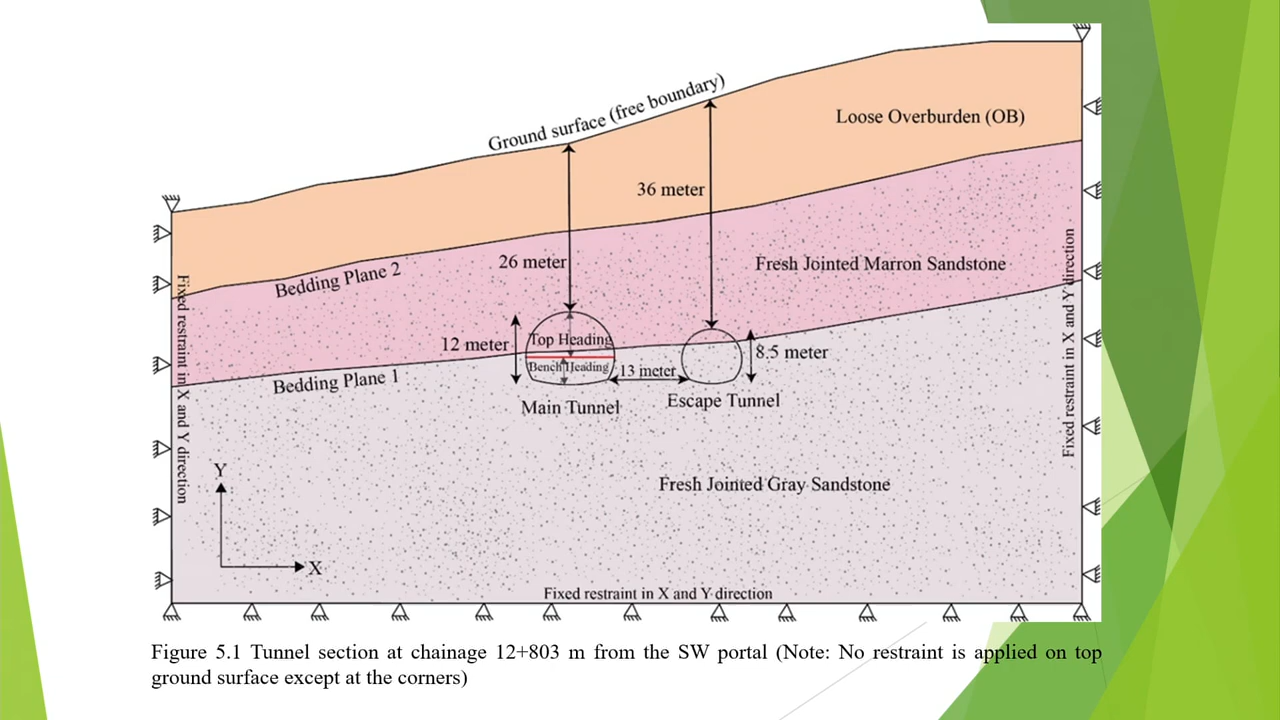 Ground surface (free boundary)
Loose Overburden (OB)
36 meter
26 meter
Bedding Plane 2
Fresh Jointed Marron Sandstone
Fixed restraint in X and Y direction
Fixed restraint in X and Y direction
12 meter
Top Heading
Bench Heading
13 meter
8.5 meter
Bedding Plane 1
Main Tunnel
Escape Tunnel
Y
X
Fresh Jointed Gray Sandstone
Fixed restraint in X and Y direction
Figure 5.1 Tunnel section at chainage 12+803 m from the SW portal (Note: No restraint is applied on top
ground surface except at the corners)